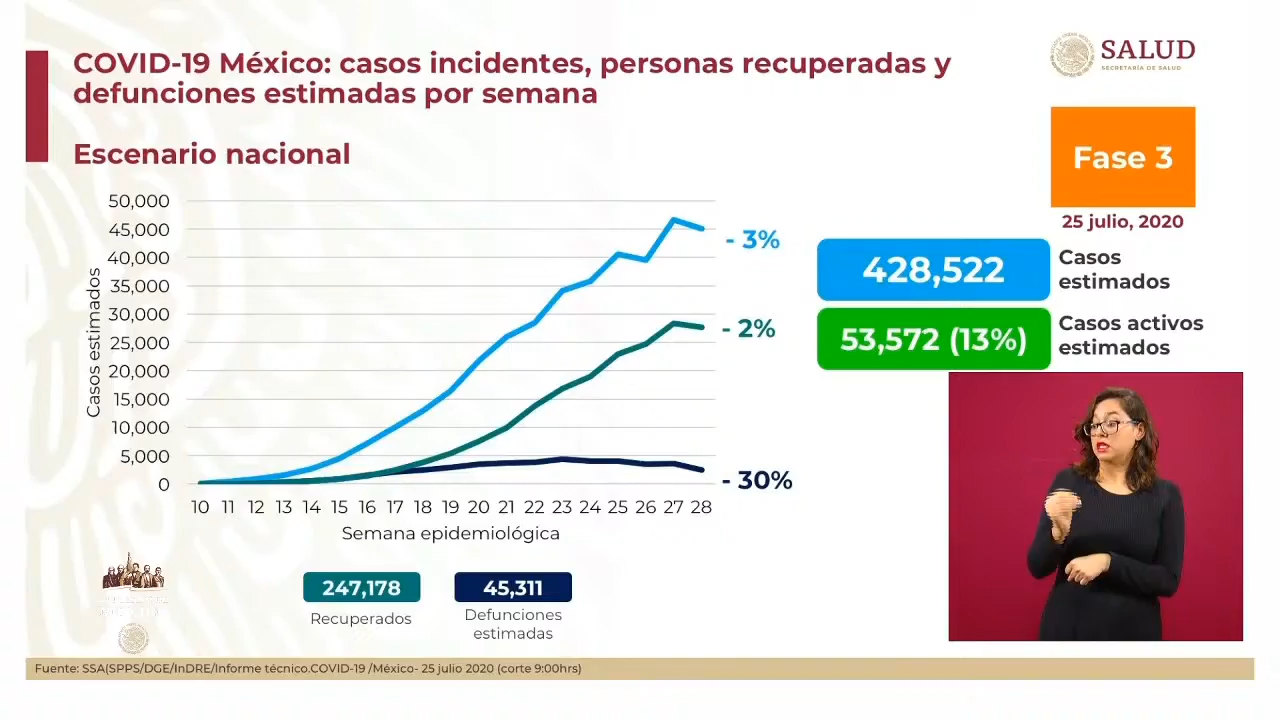 COVID-19 México: casos incidentes, personas recuperadas y
defunciones estimadas por semana
Escenario nacional
SALUD
SECRETARÍA DE SALUD
Fase 3
25 julio, 2020
428,522
Casos
estimados
53,572 (13%)
Casos activos
estimados
Casos estimados
50,000
45,000
40,000
35,000
30,000
25,000
20,000
15,000
10,000
5,000
0
- 3%
- 2%
- 30%
10 11 12 13 14 15 16 17 18 19 20 21 22 23 24 25 26 27 28
Semana epidemiológica
247,178
Recuperados
45,311
Defunciones
estimadas
Fuente: SSA(SPPS/DGE/InDRE/Informe técnico.COVID-19 /México- 25 julio 2020 (corte 9:00hrs)